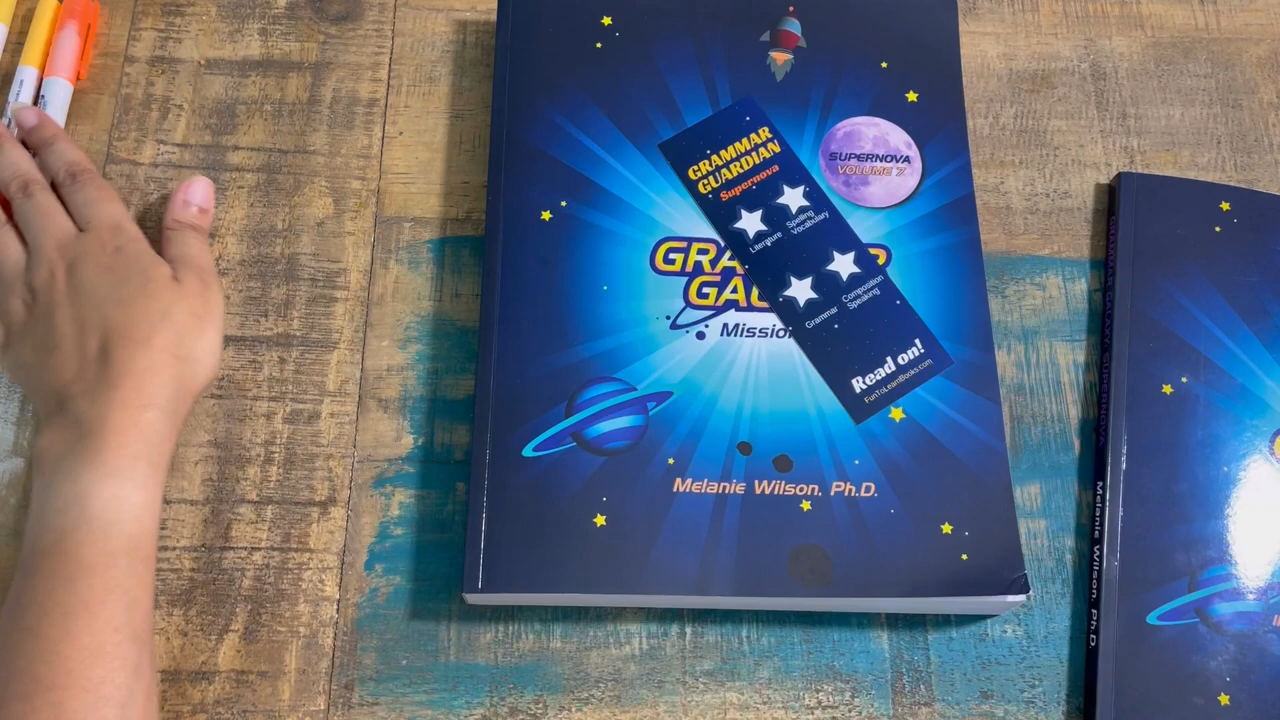 SUPERNOVA
VOLUME 7
GRAMMAR
GUARDIAN
Supernova
Literature
Spelling
Vocabulary
Grammar
Composition
Speaking
Read on!
FunToLearnBooks.com
GALAXY
Mission
Melanie Wilson, Ph.D.
GRAMMAR GALAXY SUPERNOVA
Melanie Wilson, Ph.D.